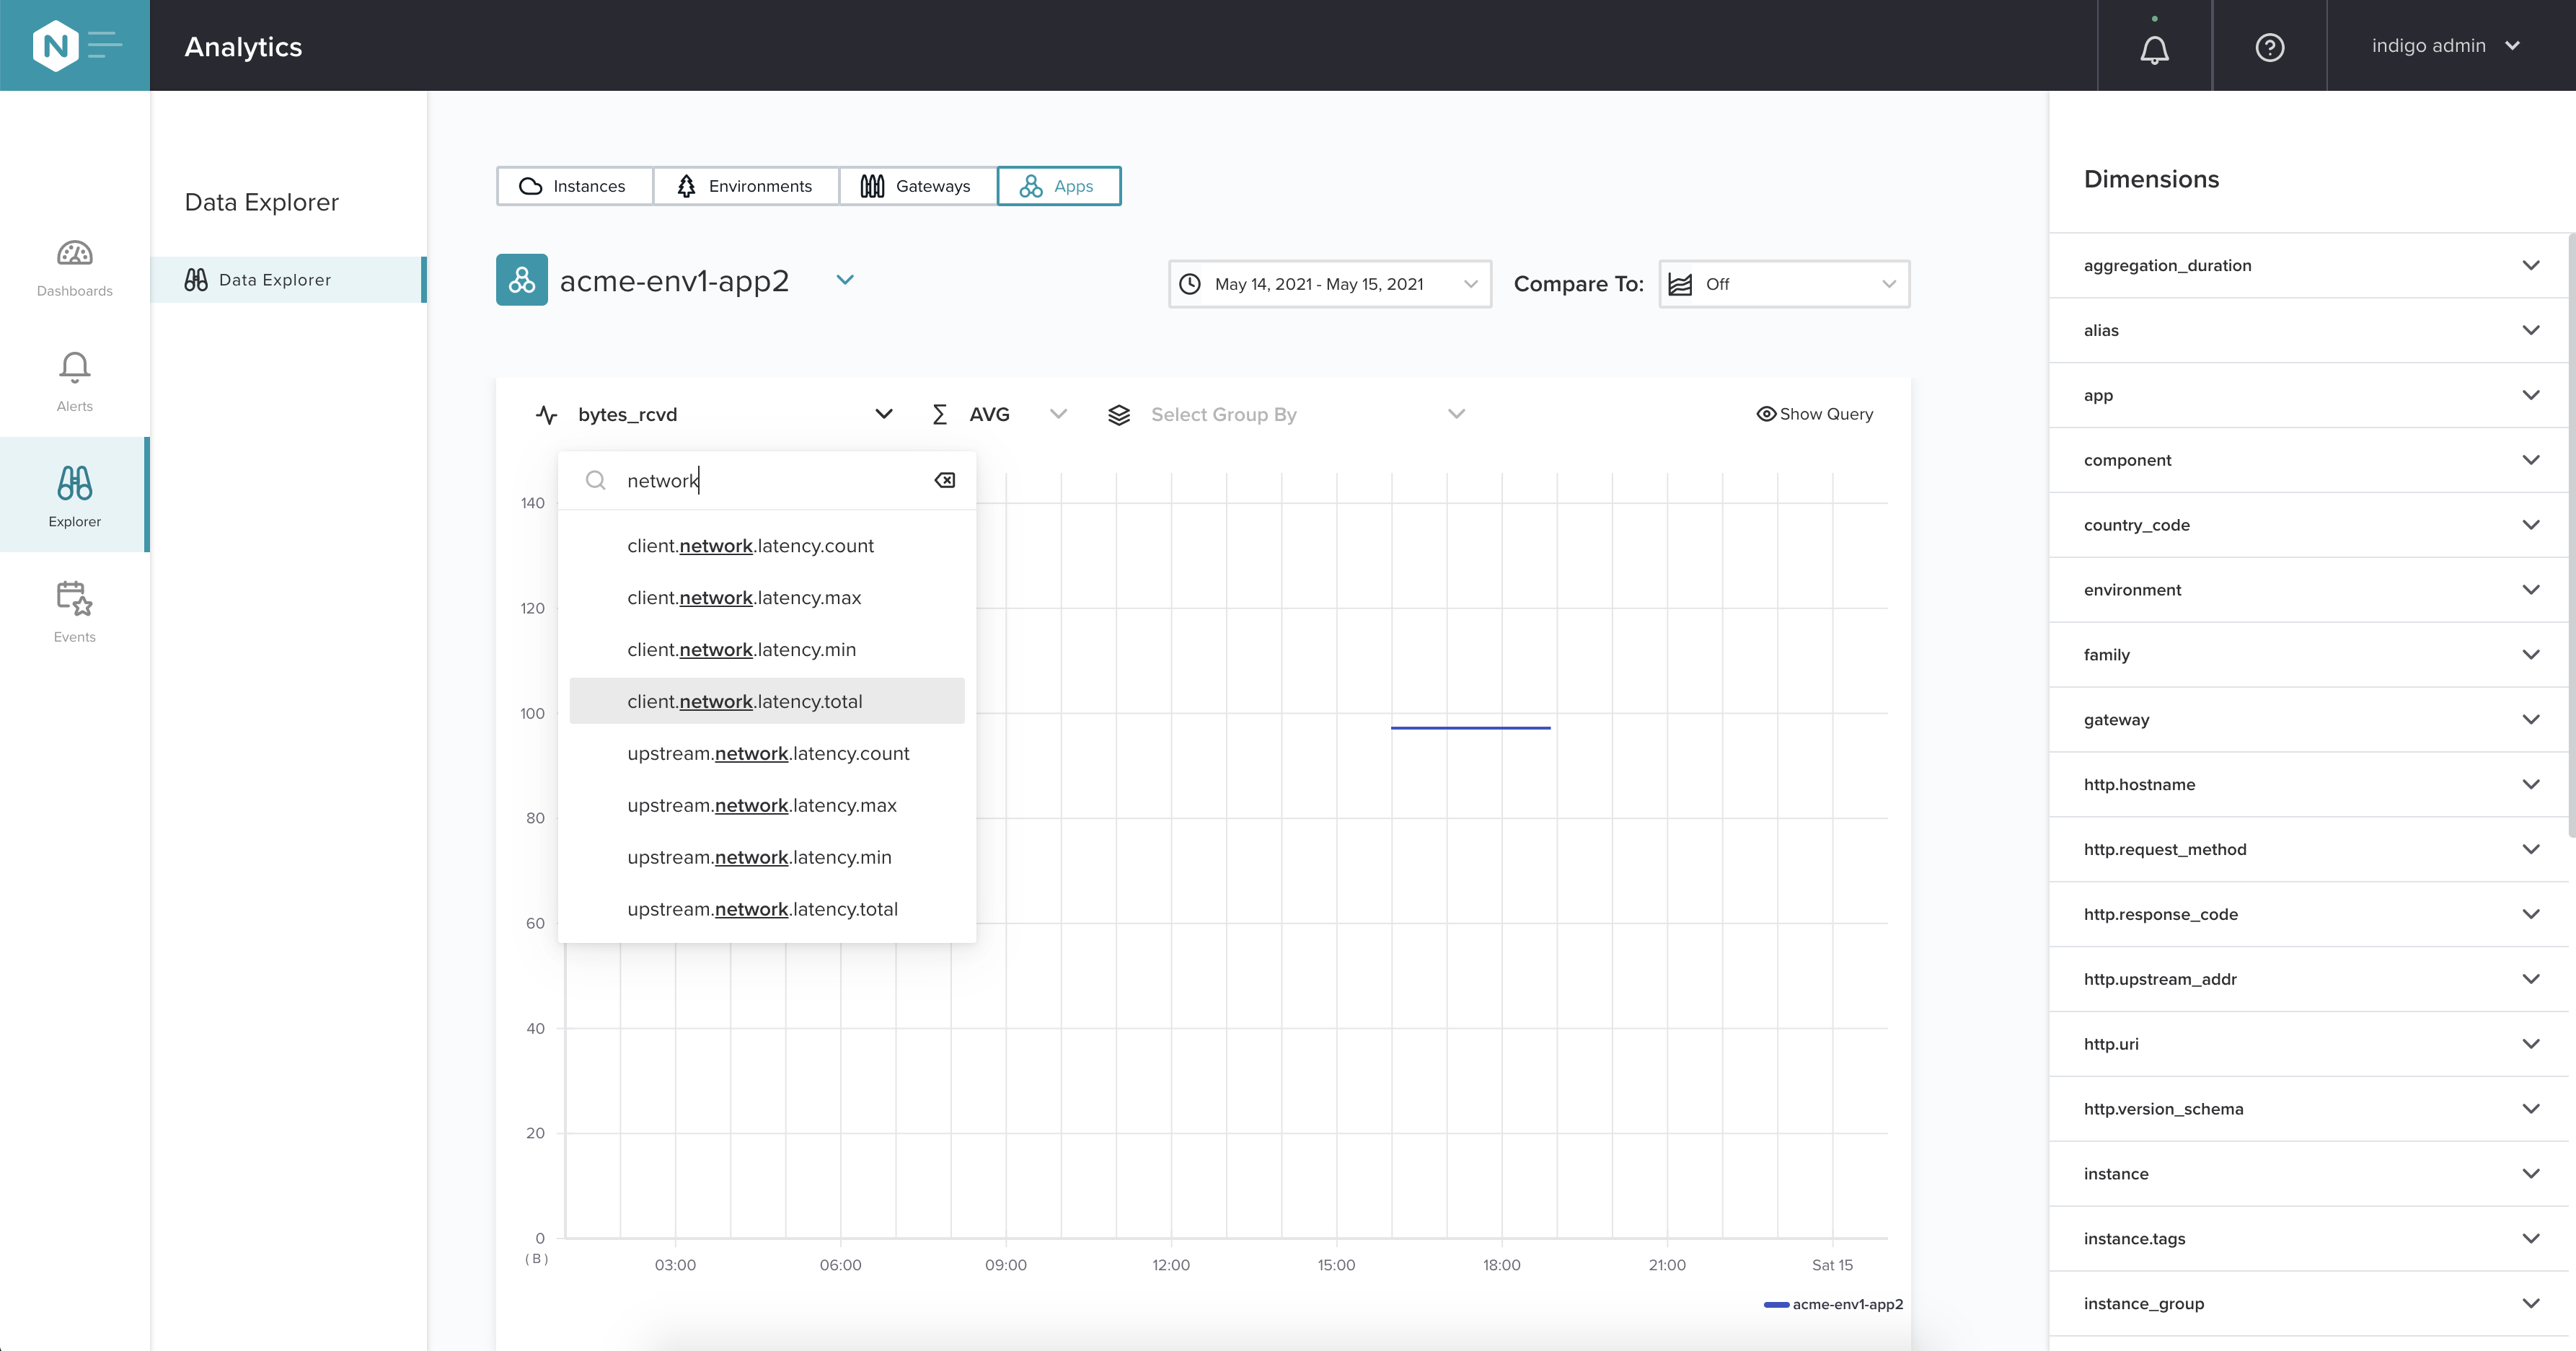 N
Analytics
indigo admin
Dashboards
Alerts
Explorer
Events
Data Explorer
Data Explorer
Instances
Environments
Gateways
Apps
acme-env1-app2
May 14, 2021 - May 15, 2021
Compare To:
Off
bytes_rcvd
Σ AVG
Select Group By
Show Query
network
client.network.latency.count
client.network.latency.max
client.network.latency.min
client.network.latency.total
upstream.network.latency.count
upstream.network.latency.max
upstream.network.latency.min
upstream.network.latency.total
140
120
100
80
60
40
20
0
( B )
03:00
06:00
09:00
12:00
15:00
18:00
21:00
Sat 15
acme-env1-app2
Dimensions
aggregation_duration
alias
app
component
country_code
environment
family
gateway
http.hostname
http.request_method
http.response_code
http.upstream_addr
http.uri
http.version_schema
instance
instance.tags
instance_group